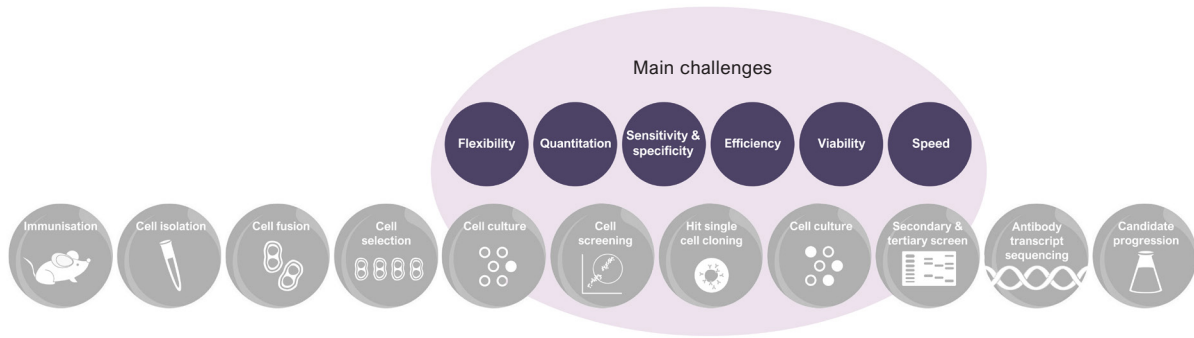 Main challenges
Flexibility
Quantitation
Sensitivity &
specificity
Efficiency
Viability
Speed
Immunisation
Cell isolation
Cell fusion
Cell
selection
Cell culture
Cell
screening
Hit single
cell cloning
Cell culture
Secondary &
tertiary screen
Antibody
transcript
sequencing
Candidate
progression